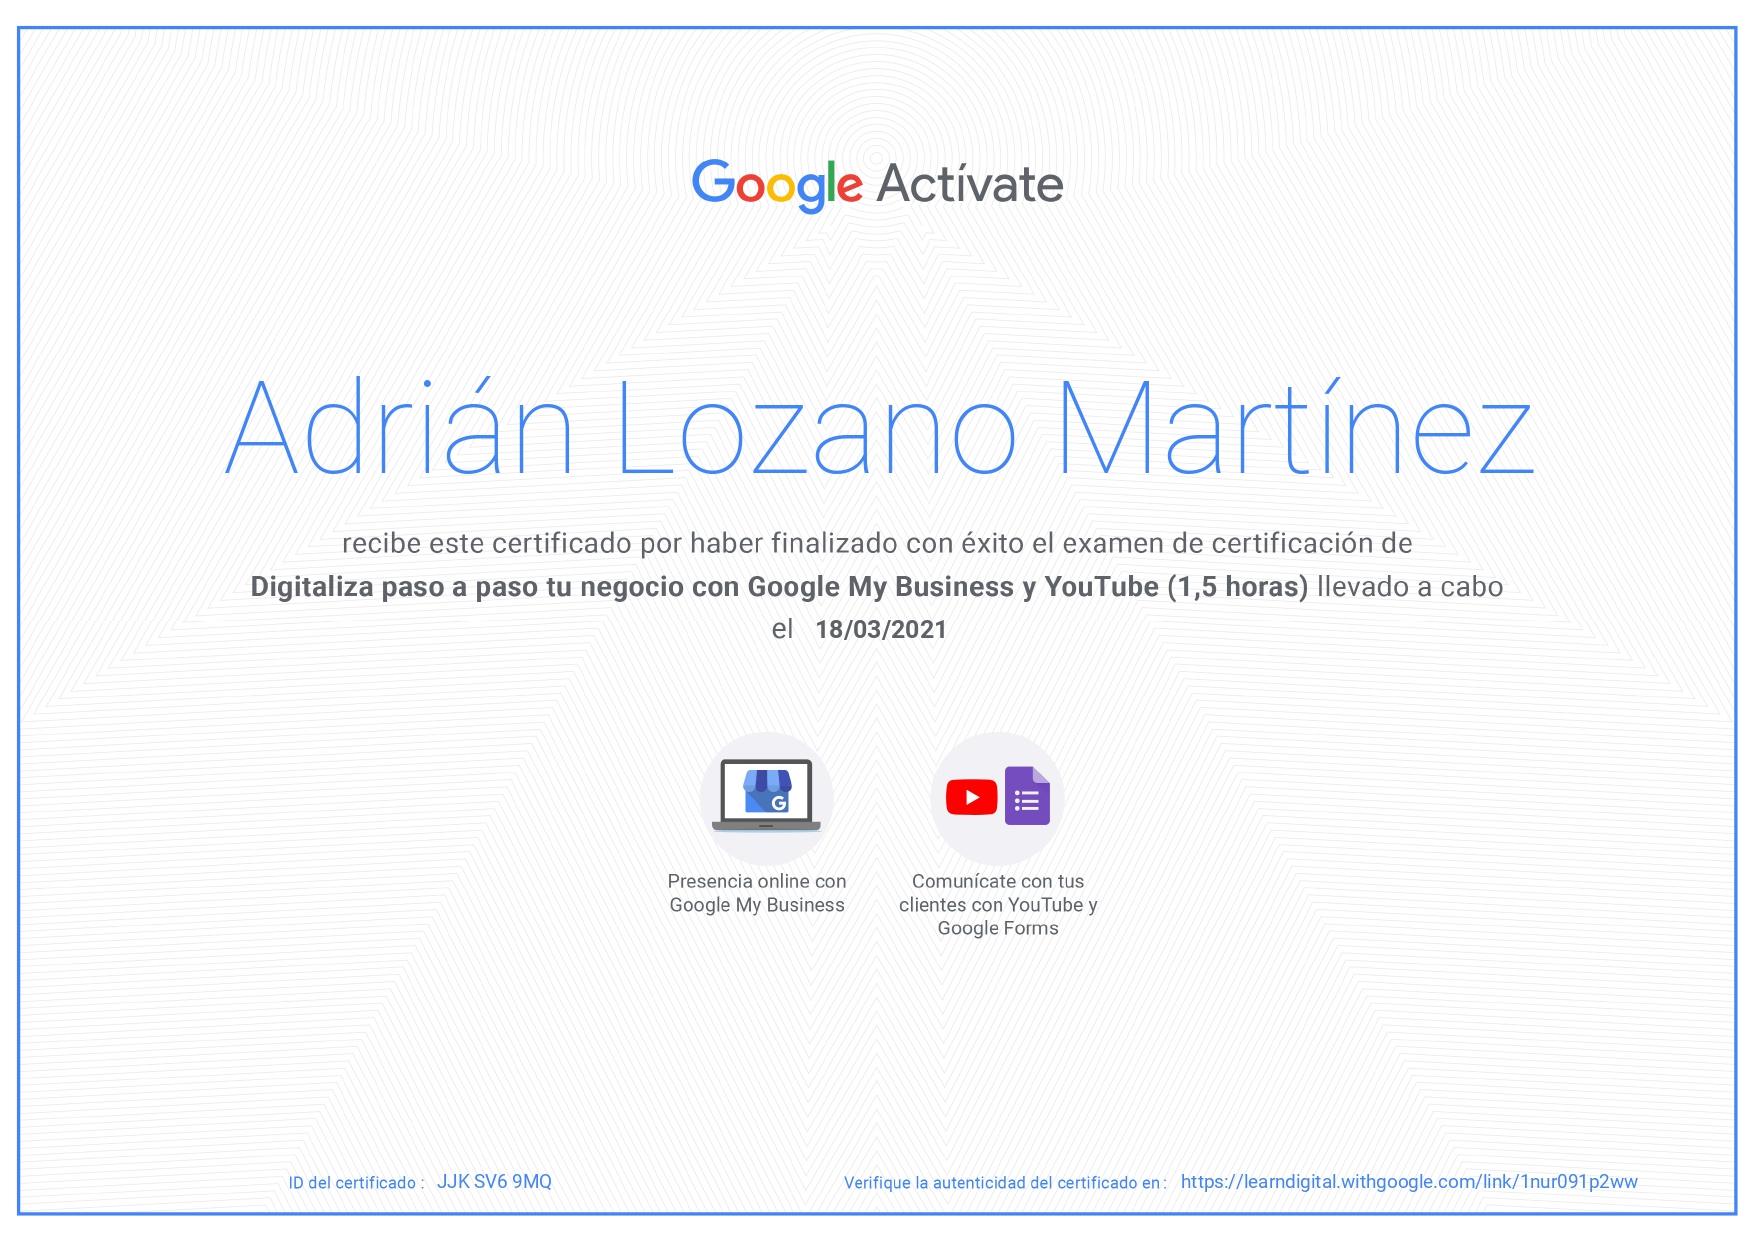 Google Actívate
Adrián Lozano Martínez
recibe este certificado por haber finalizado con éxito el examen de certificación de
Digitaliza paso a paso tu negocio con Google My Business y YouTube (1,5 horas) llevado a cabo
el 18/03/2021
G
Presencia online con
Google My Business
Comunícate con tus
clientes con YouTube y
Google Forms
ID del certificado : JJK SV6 9MQ
Verifique la autenticidad del certificado en : https://learndigital.withgoogle.com/link/1nur091p2ww